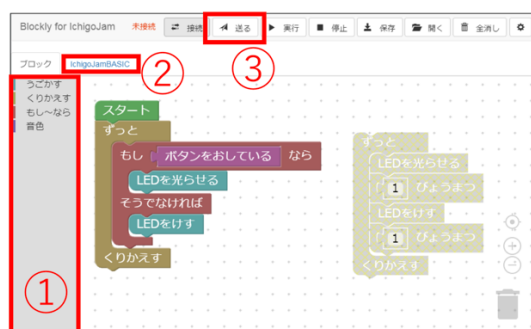 Blockly for IchigoJam 未接続 接続 送る 実行 停止 保存 開く 全消し
ブロック IchigoJamBASIC
② ③
うごかす
くりかえす
もし～なら
音色
スタート
ずっと
もし ボタンをおしている なら
LEDを光らせる
そうでなければ
LEDをけす
くりかえす
ずっと
LEDを光らせる
1 びょうまつ
LEDをけす
1 びょうまつ
くりかえす
①